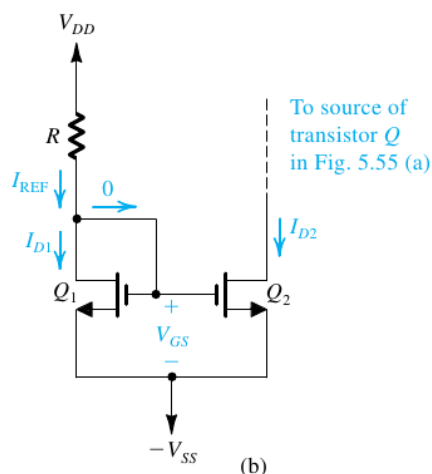 V_DD
To source of
transistor Q
in Fig. 5.55 (a)
R
I_REF
0
I_D1
I_D2
Q_1
Q_2
+
V_GS
−
−V_SS
(b)